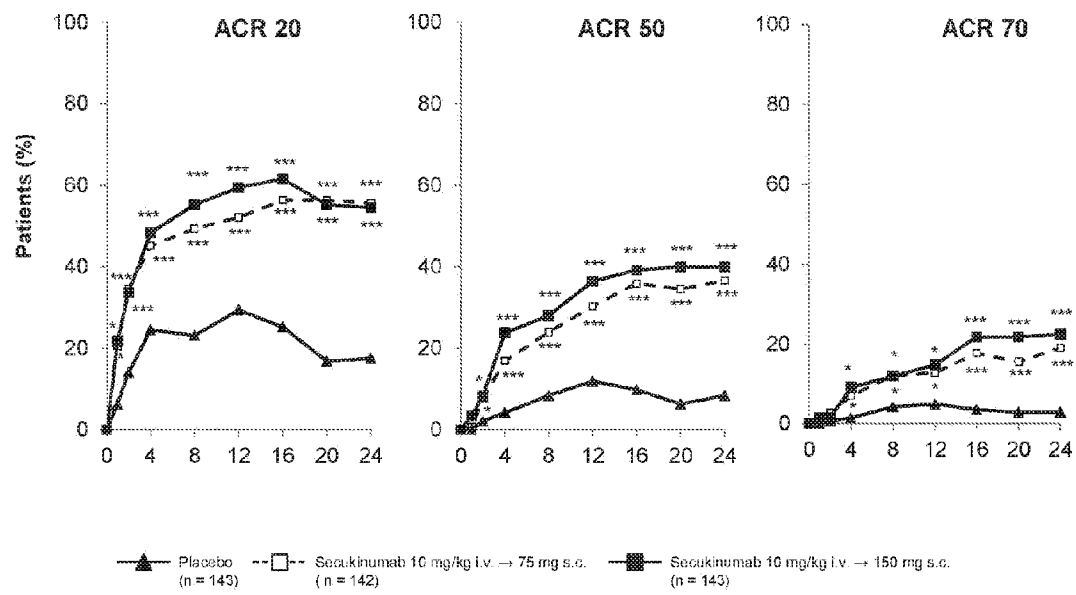 ACR 20
ACR 50
ACR 70
Patients (%)
100
80
60
40
20
0
0 4 8 12 16 20 24
*** *** *** *** *** *** *** *** *** *** *** *** *** *** * *
100
80
60
40
20
0
0 4 8 12 16 20 24
*** *** *** *** *** *** *** *** *** *** *** *** * *
100
80
60
40
20
0
0 4 8 12 16 20 24
*** *** *** *** *** *** * * * * * *
Placebo
(n = 143)
Secukinumab 10 mg/kg i.v. → 75 mg s.c.
( n = 142)
Secukinumab 10 mg/kg i.v. → 150 mg s.c.
(n = 143)